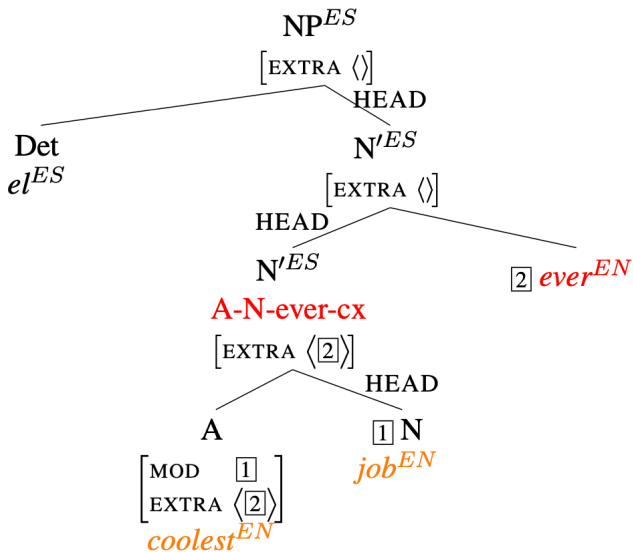 NP^ES
[EXTRA ⟨⟩]
HEAD
Det
el^ES
N′^ES
[EXTRA ⟨⟩]
HEAD
N′^ES
2 ever^EN
A-N-ever-cx
[EXTRA ⟨2⟩]
HEAD
A
1 N
MOD 1
EXTRA ⟨2⟩
job^EN
coolest^EN